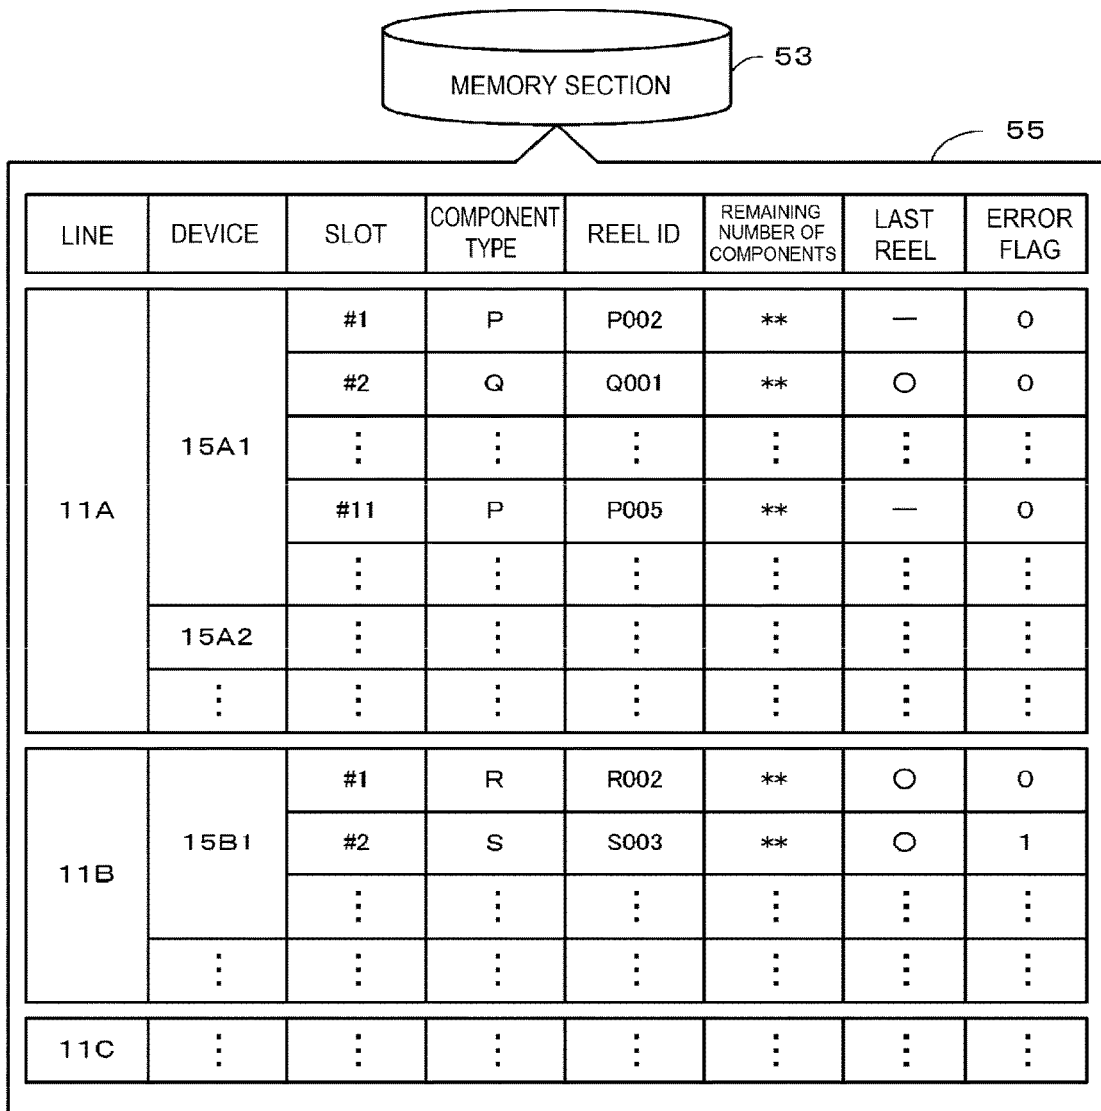 MEMORY SECTION
53
55
LINE DEVICE SLOT COMPONENT TYPE REEL ID REMAINING NUMBER OF COMPONENTS LAST REEL ERROR FLAG
11A 15A1 #1 P P002 ** — 0
#2 Q Q001 ** ○ 0
⋮ ⋮ ⋮ ⋮ ⋮ ⋮
#11 P P005 ** — 0
⋮ ⋮ ⋮ ⋮ ⋮ ⋮
15A2 ⋮ ⋮ ⋮ ⋮ ⋮ ⋮
⋮ ⋮ ⋮ ⋮ ⋮ ⋮ ⋮
11B 15B1 #1 R R002 ** ○ 0
#2 S S003 ** ○ 1
⋮ ⋮ ⋮ ⋮ ⋮ ⋮
⋮ ⋮ ⋮ ⋮ ⋮ ⋮ ⋮
11C ⋮ ⋮ ⋮ ⋮ ⋮ ⋮ ⋮